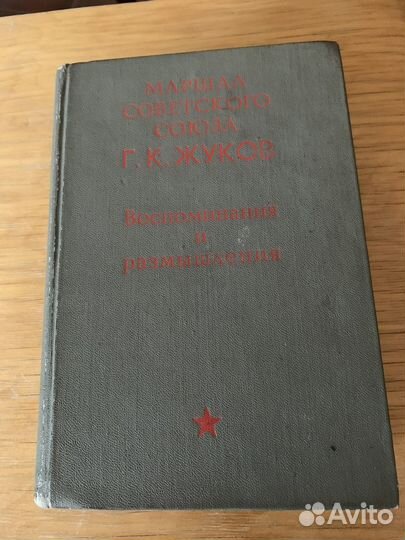 МАРШАЛ
СОВЕТСКОГО
СОЮЗА
Г. К. ЖУКОВ
Воспоминания
и
размышления
Avito